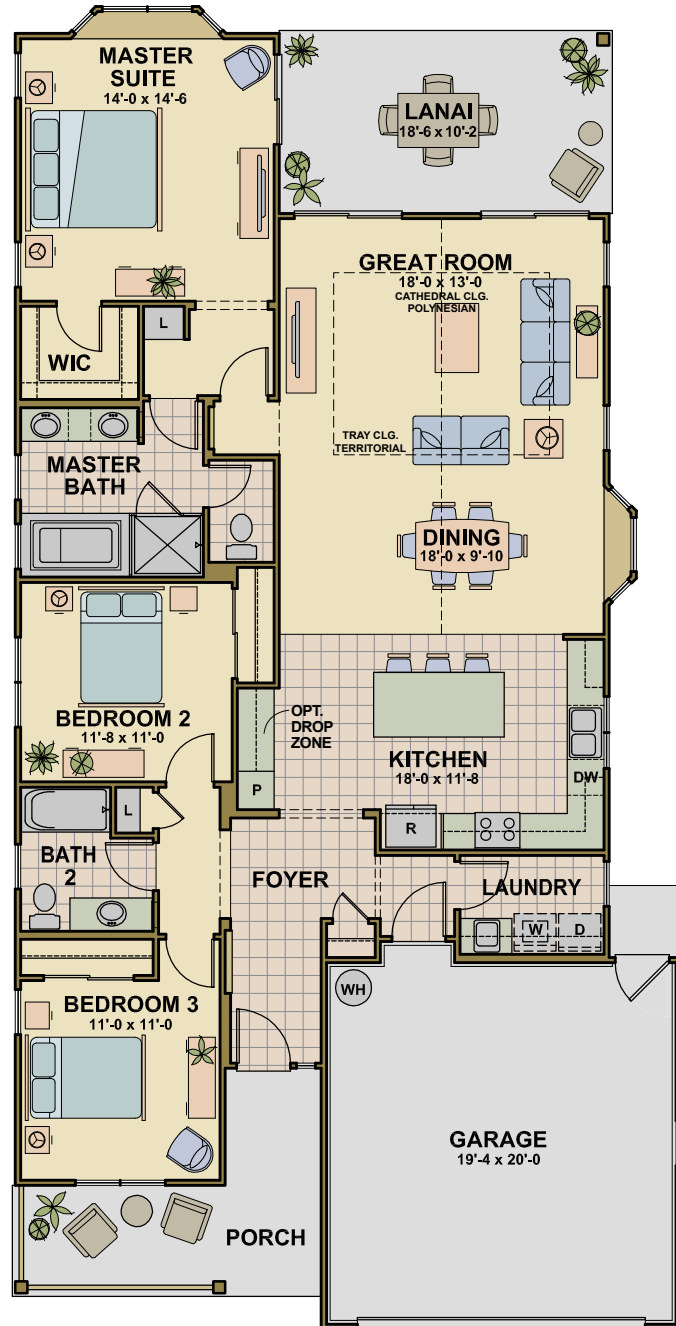 MASTER
SUITE
14'-0 x 14'-6
LANAI
18'-6 x 10'-2
GREAT ROOM
18'-0 x 13'-0
CATHEDRAL CLG.
POLYNESIAN
L
WIC
TRAY CLG.
TERRITORIAL
MASTER
BATH
DINING
18'-0 x 9'-10
BEDROOM 2
11'-8 x 11'-0
OPT.
DROP
ZONE
KITCHEN
18'-0 x 11'-8
DW
P
L
R
BATH
2
FOYER
LAUNDRY
W
D
WH
BEDROOM 3
11'-0 x 11'-0
GARAGE
19'-4 x 20'-0
PORCH